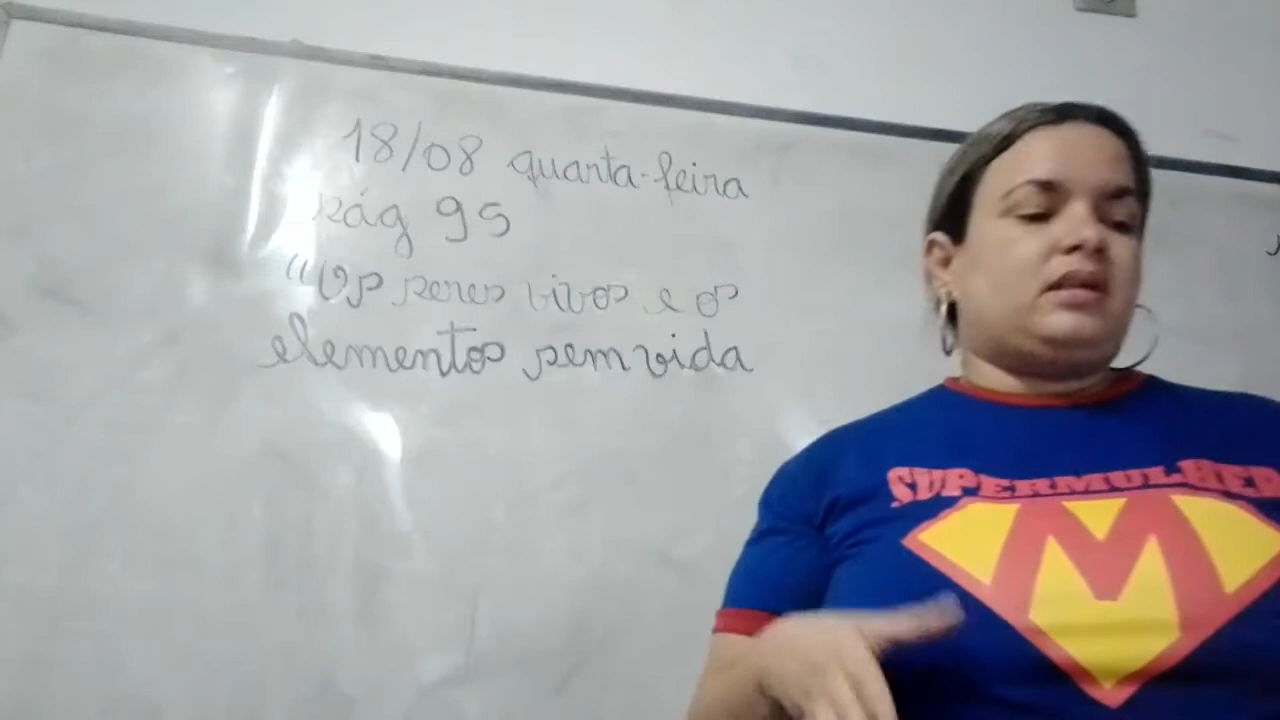 18/08 quarta-feira
pág 95
"Os seres vivos e os
elementos sem vida
SUPERMULHER
M